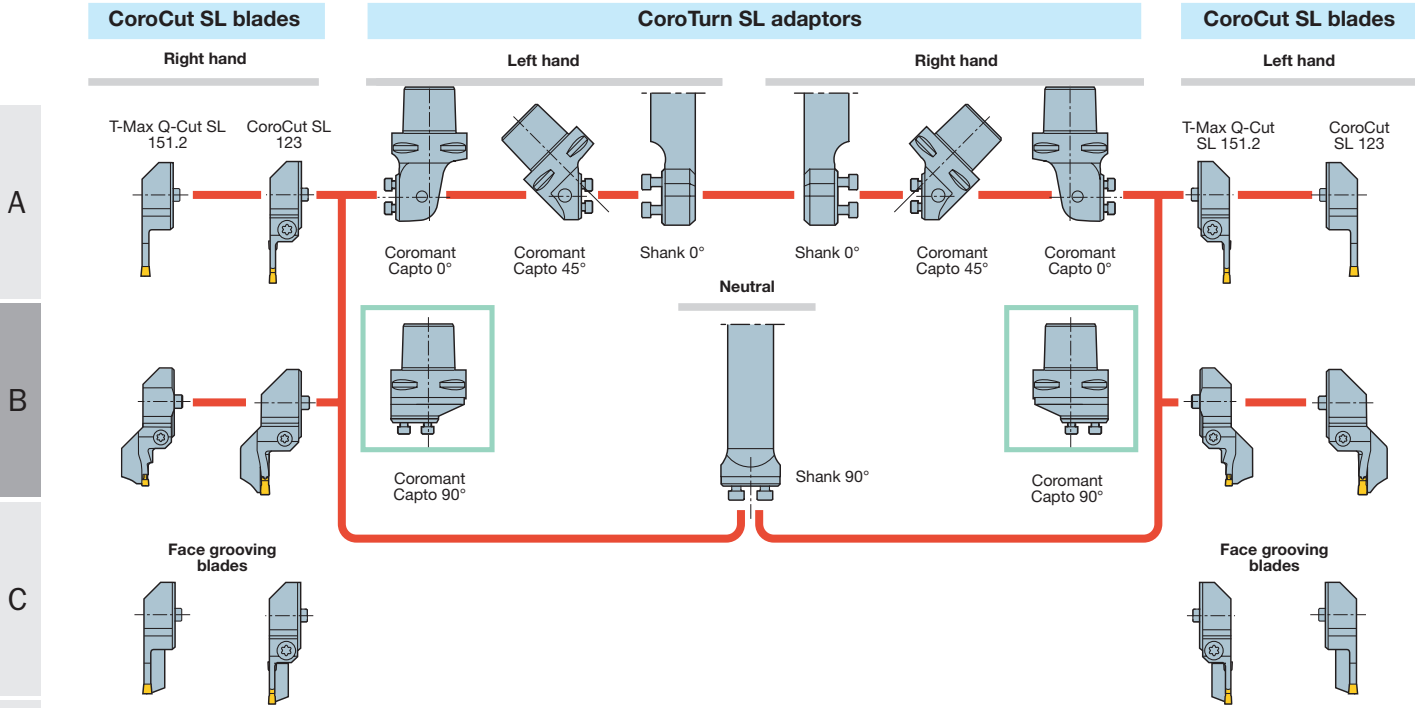 CoroCut SL blades
CoroTurn SL adaptors
CoroCut SL blades
Right hand
Left hand
Right hand
Left hand
A
T-Max Q-Cut SL
151.2
CoroCut SL
123
T-Max Q-Cut
SL 151.2
CoroCut
SL 123
Coromant
Capto 0°
Coromant
Capto 45°
Shank 0°
Shank 0°
Coromant
Capto 45°
Coromant
Capto 0°
Neutral
B
Coromant
Capto 90°
Shank 90°
Coromant
Capto 90°
C
Face grooving
blades
Face grooving
blades